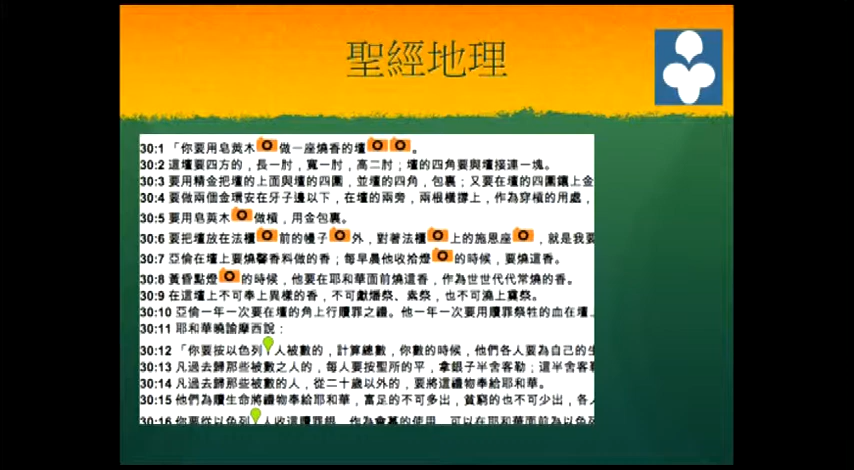 聖經地理
30:1 「你要用皂莢木做一座燒香的壇。
30:2 這壇要四方的，長一肘，寬一肘，高二肘；壇的四角要與壇接連一塊。
30:3 要用精金把壇的上面與壇的四圍，並壇的四角，包裹；又要在壇的四圍鑲上金
30:4 要做兩個金環安在牙子邊以下，在壇的兩旁，兩根橫撐上，作為穿槓的用處，
30:5 要用皂莢木做槓，用金包裹。
30:6 要把壇放在法櫃前的幔子外，對著法櫃上的施恩座，就是我要
30:7 亞倫在壇上要燒馨香料做的香；每早晨他收拾燈的時候，要燒這香。
30:8 黃昏點燈的時候，他要在耶和華面前燒這香，作為世世代代常燒的香。
30:9 在這壇上不可奉上異樣的香，不可獻燔祭、素祭，也不可澆上奠祭。
30:10 亞倫一年一次要在壇的角上行贖罪之禮。他一年一次要用贖罪祭牲的血在壇上
30:11 耶和華曉諭摩西說：
30:12 「你要按以色列人被數的，計算總數，你數的時候，他們各人要為自己的生
30:13 凡過去歸那些被數之人的，每人要按聖所的平，拿銀子半舍客勒；這半舍客勒
30:14 凡過去歸那些被數的人，從二十歲以外的，要將這禮物奉給耶和華。
30:15 他們為贖生命將禮物奉給耶和華，富足的不可多出，貧窮的也不可少出，各人
30:16 你要從以色列人收這贖罪銀，作為會幕的使用，可以在耶和華面前為以色列